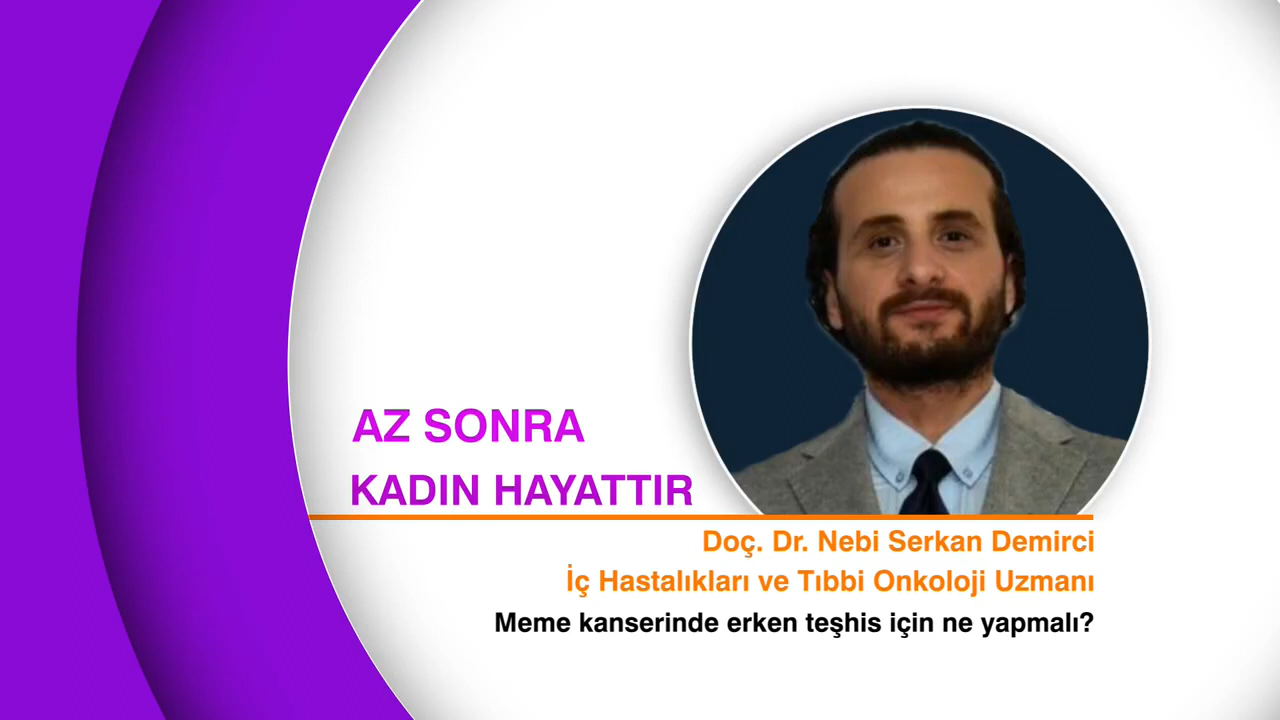 AZ SONRA
KADIN HAYATTIR
Doç. Dr. Nebi Serkan Demirci
İç Hastalıkları ve Tıbbi Onkoloji Uzmanı
Meme kanserinde erken teşhis için ne yapmalı?